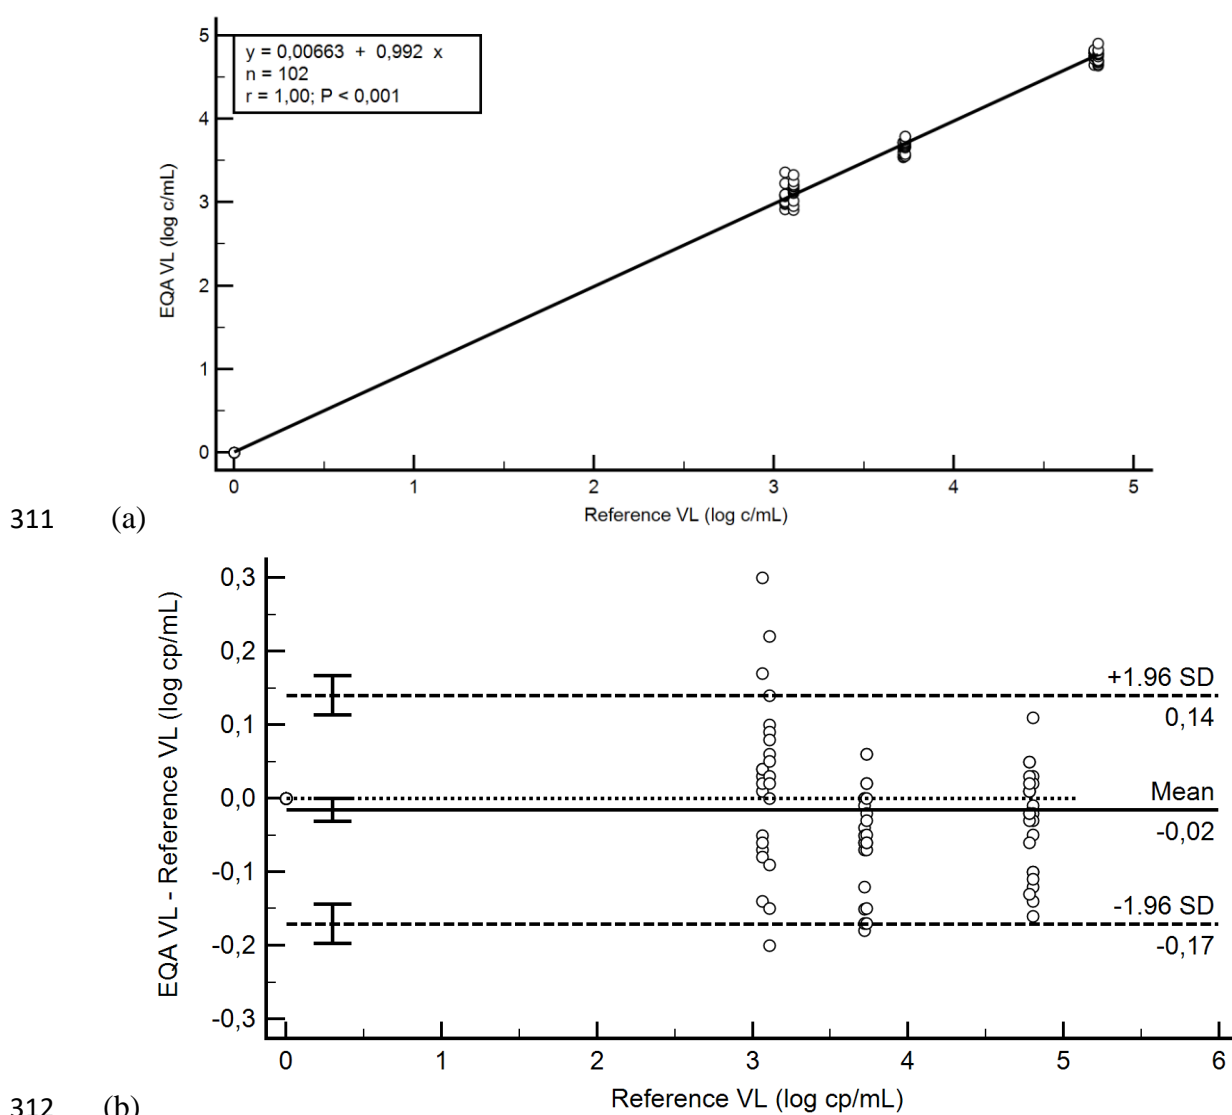 5
y = 0,00663 + 0,992 x
n = 102
r = 1,00; P < 0,001
4
3
2
1
0
EQA VL (log c/mL)
0 1 2 3 4 5
Reference VL (log c/mL)
311 (a)
0,3
0,2
0,1
0,0
-0,1
-0,2
-0,3
EQA VL - Reference VL (log cp/mL)
+1.96 SD
0,14
Mean
-0,02
-1.96 SD
-0,17
0 1 2 3 4 5 6
Reference VL (log cp/mL)
312 (b)